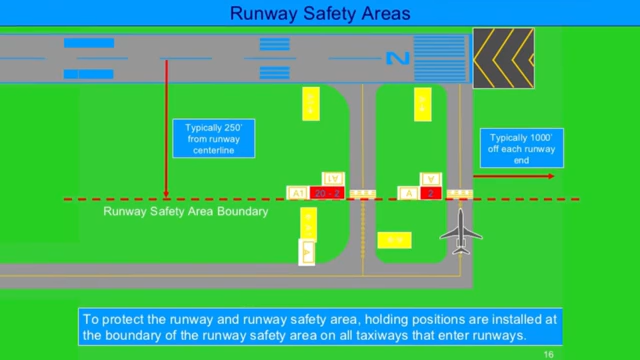 Runway Safety Areas
2
Typically 250'
from runway
centerline
Typically 1000'
off each runway
end
A1
A
A1
20 - 2
A
2
Runway Safety Area Boundary
A
To protect the runway and runway safety area, holding positions are installed at
the boundary of the runway safety area on all taxiways that enter runways.
16